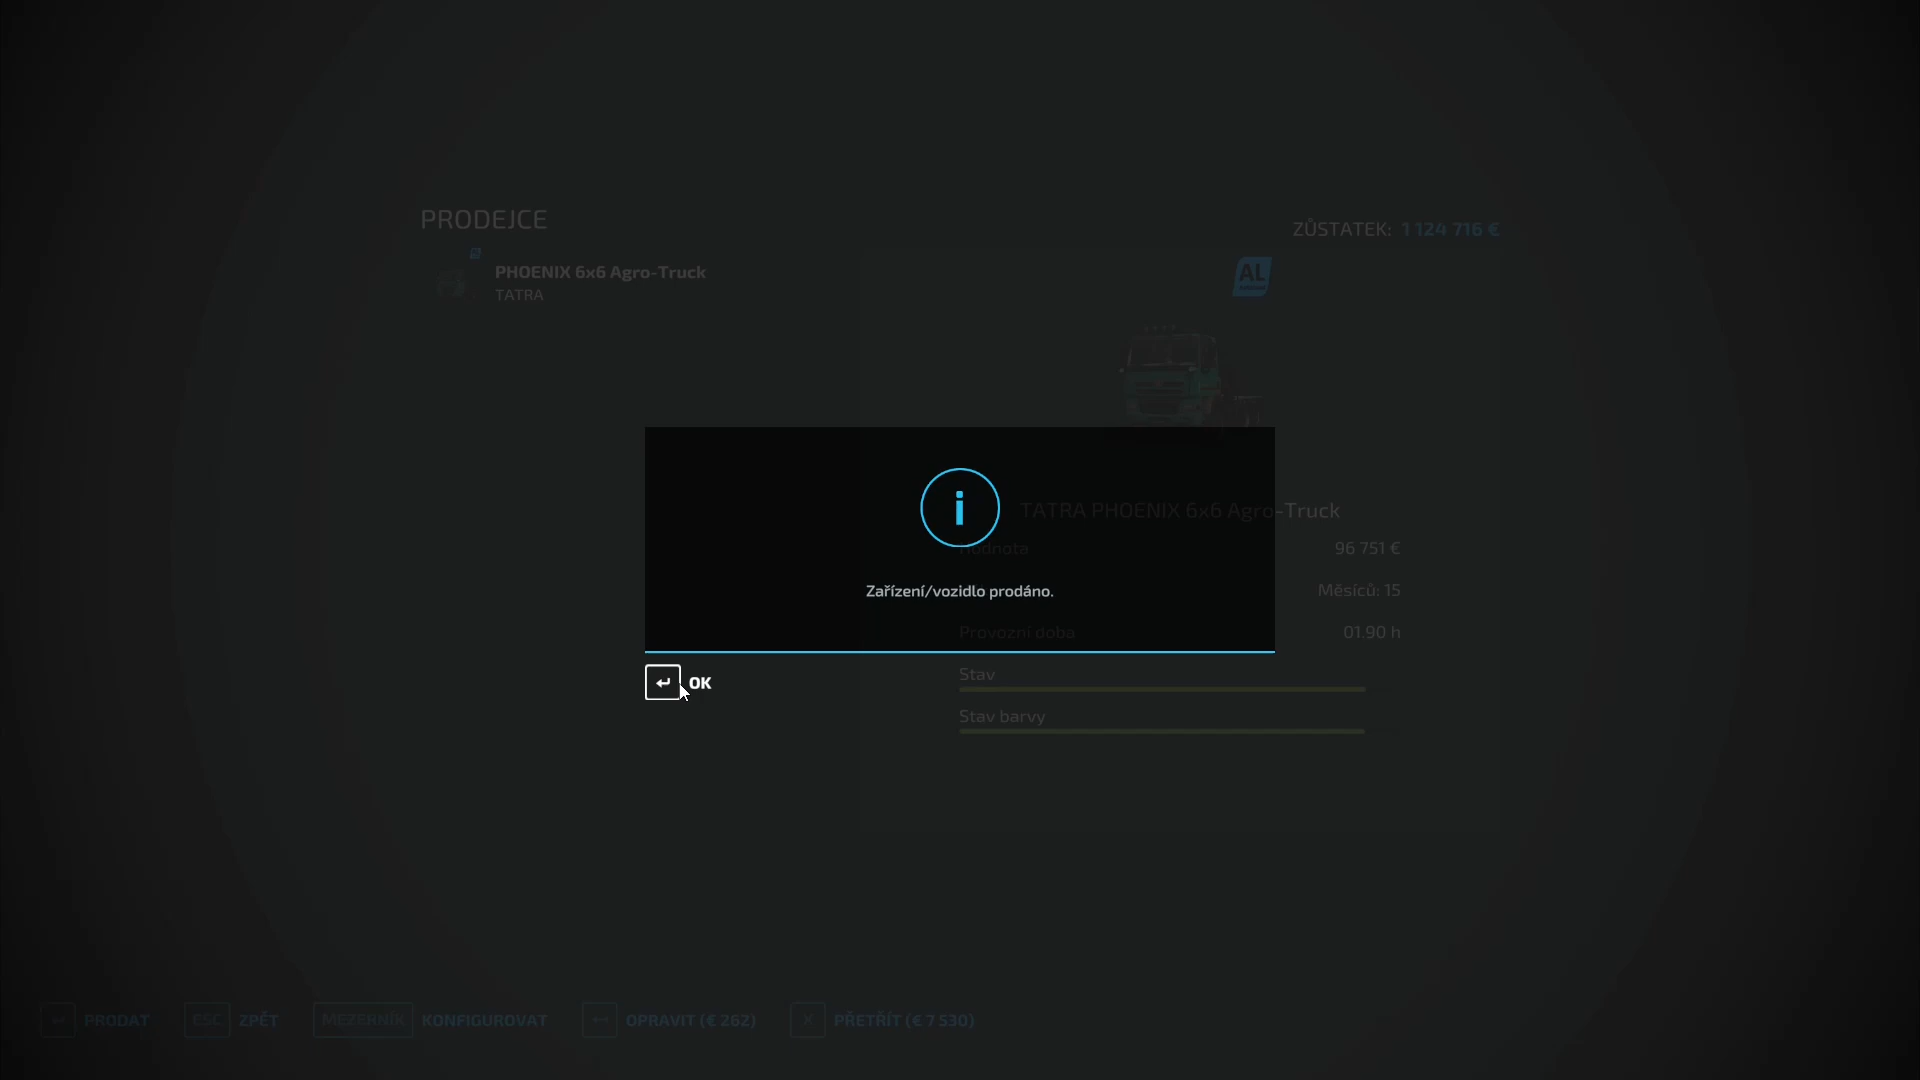 PRODEJCE
ZŮSTATEK: 1 124 716 €
PHOENIX 6x6 Agro-Truck
TATRA
AL
TATRA PHOENIX 6x6 Agro-Truck
Hodnota 96 751 €
Zařízení/vozidlo prodáno.
Měsíců: 15
Provozní doba 01.90 h
Stav
OK
Stav barvy
PRODAT ESC ZPĚT MEZERNÍK KONFIGUROVAT OPRAVIT (€ 262) X PŘETŘÍT (€ 7 530)